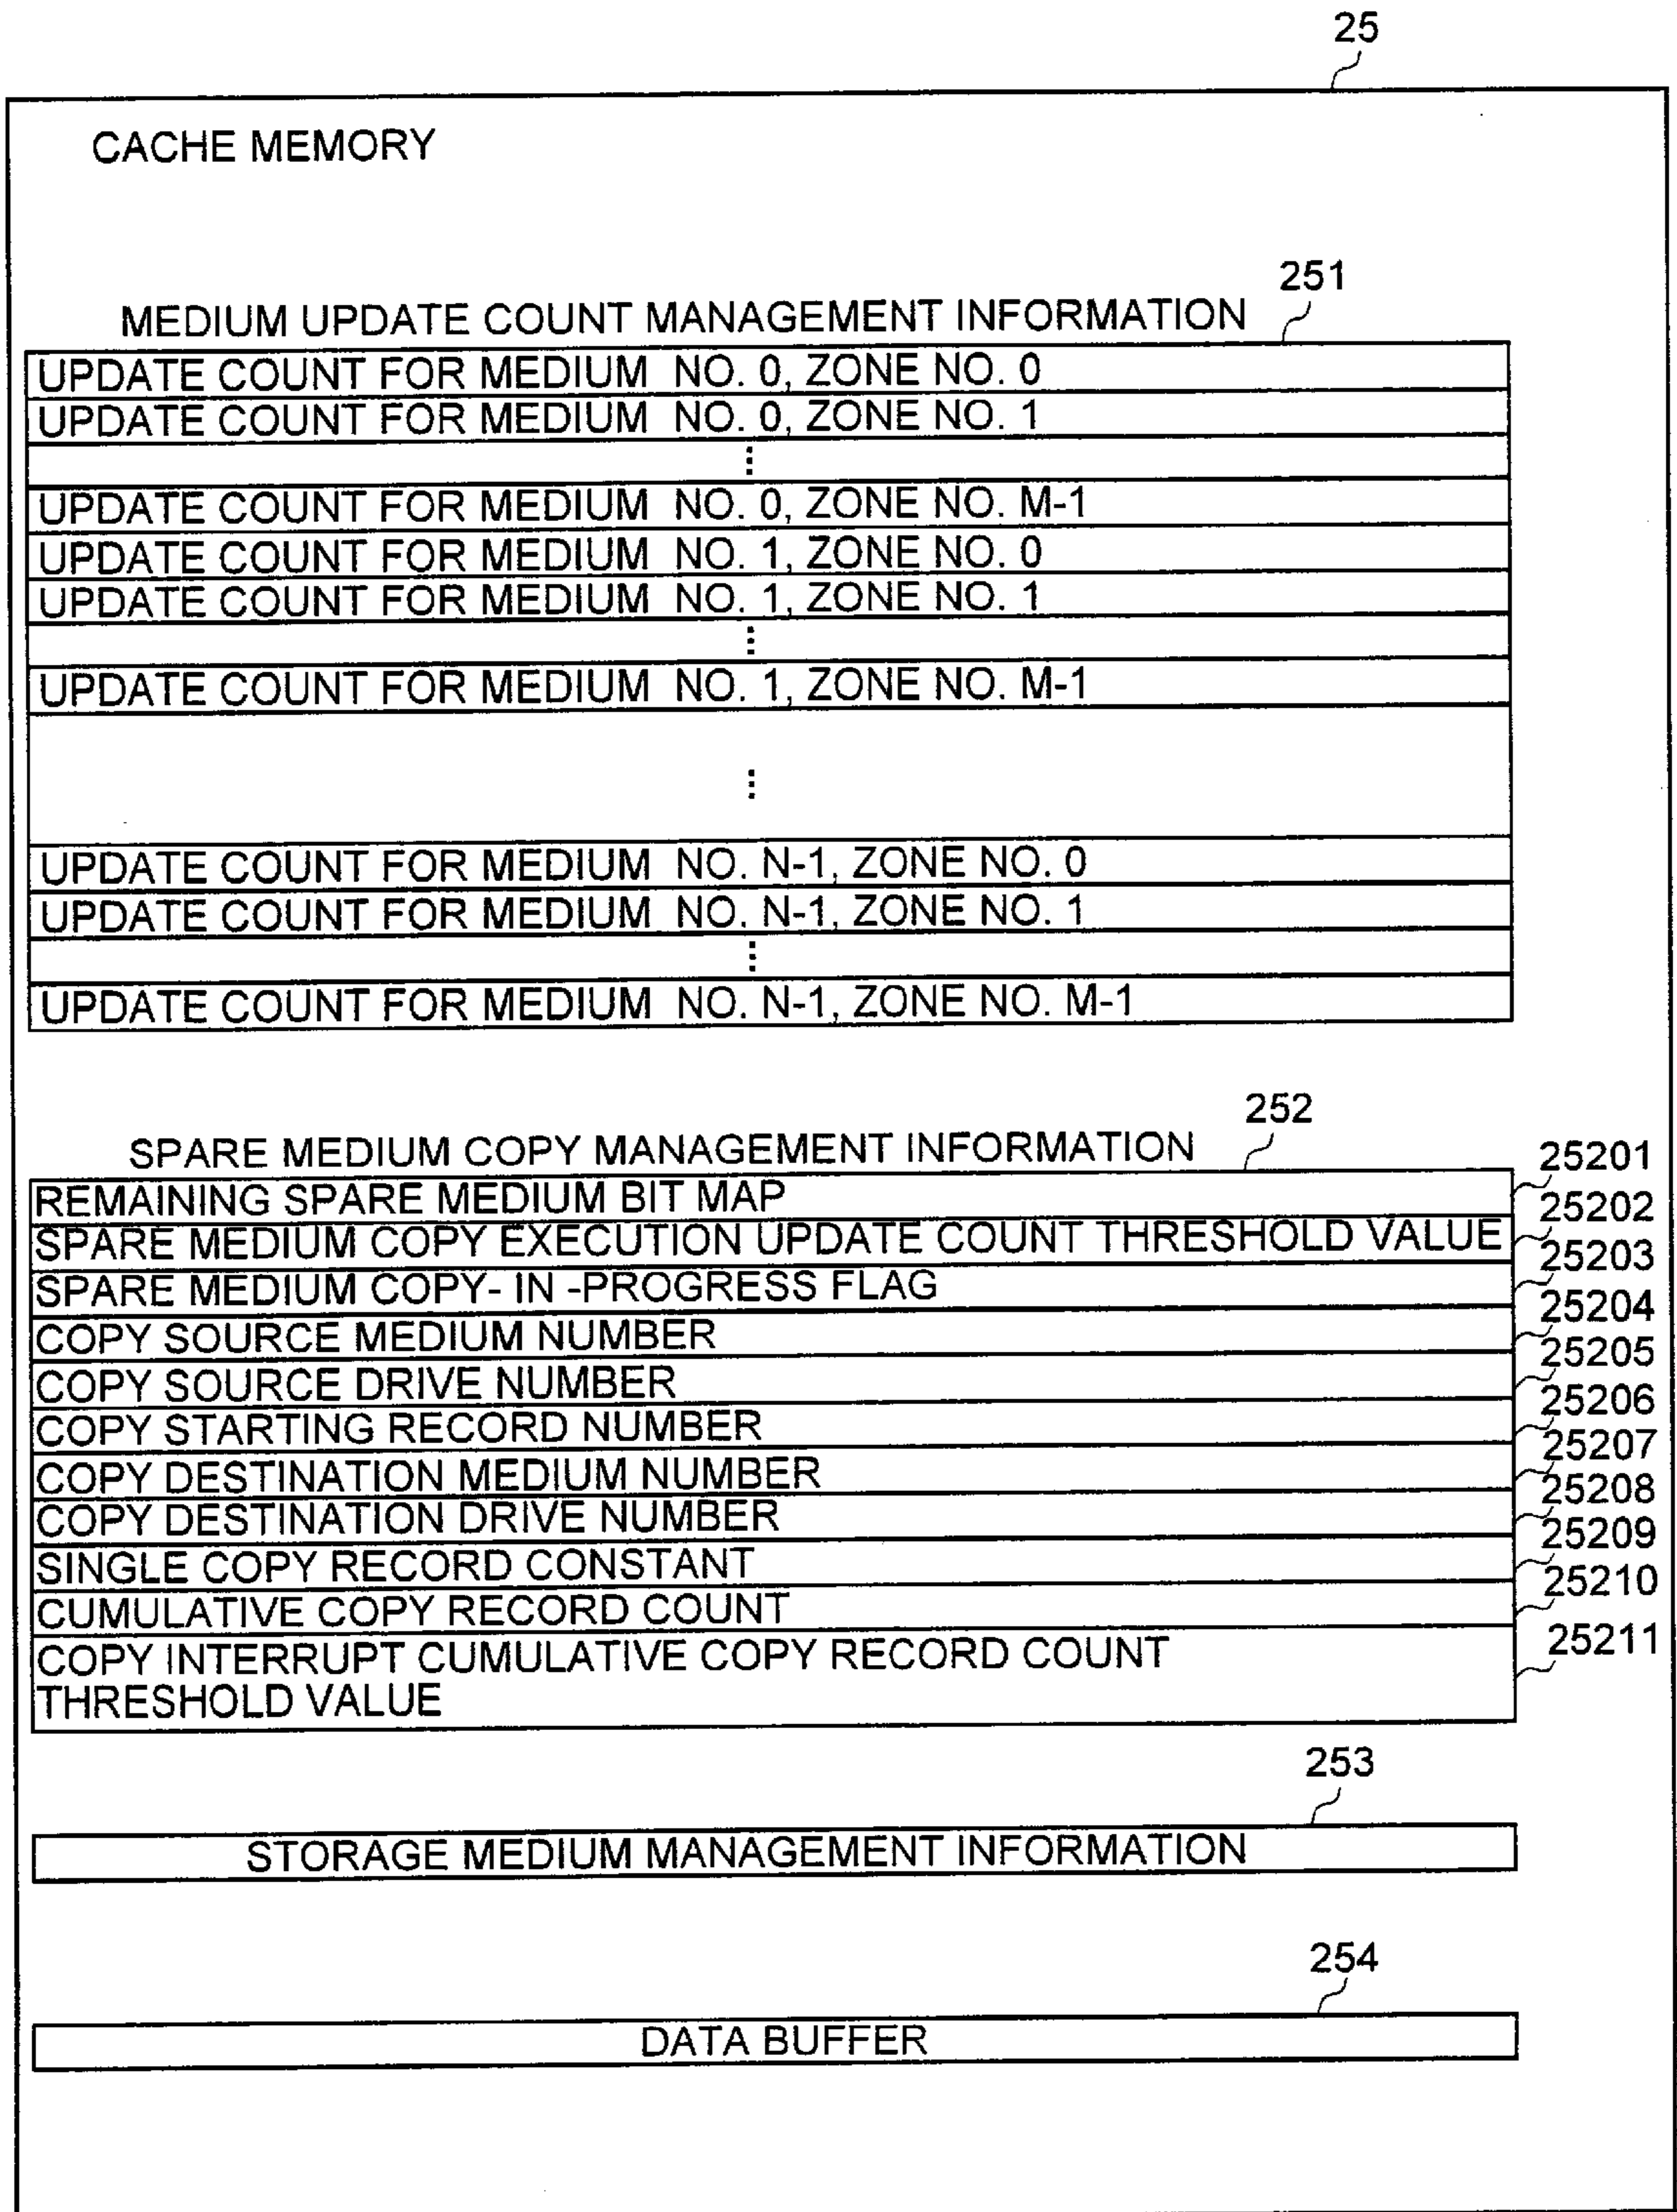 25
CACHE MEMORY
251
MEDIUM UPDATE COUNT MANAGEMENT INFORMATION
UPDATE COUNT FOR MEDIUM NO. 0, ZONE NO. 0
UPDATE COUNT FOR MEDIUM NO. 0, ZONE NO. 1
⋮
UPDATE COUNT FOR MEDIUM NO. 0, ZONE NO. M-1
UPDATE COUNT FOR MEDIUM NO. 1, ZONE NO. 0
UPDATE COUNT FOR MEDIUM NO. 1, ZONE NO. 1
⋮
UPDATE COUNT FOR MEDIUM NO. 1, ZONE NO. M-1
⋮
UPDATE COUNT FOR MEDIUM NO. N-1, ZONE NO. 0
UPDATE COUNT FOR MEDIUM NO. N-1, ZONE NO. 1
⋮
UPDATE COUNT FOR MEDIUM NO. N-1, ZONE NO. M-1
252
SPARE MEDIUM COPY MANAGEMENT INFORMATION
REMAINING SPARE MEDIUM BIT MAP 25201
SPARE MEDIUM COPY EXECUTION UPDATE COUNT THRESHOLD VALUE 25202
SPARE MEDIUM COPY- IN -PROGRESS FLAG 25203
COPY SOURCE MEDIUM NUMBER 25204
COPY SOURCE DRIVE NUMBER 25205
COPY STARTING RECORD NUMBER 25206
COPY DESTINATION MEDIUM NUMBER 25207
COPY DESTINATION DRIVE NUMBER 25208
SINGLE COPY RECORD CONSTANT 25209
CUMULATIVE COPY RECORD COUNT 25210
COPY INTERRUPT CUMULATIVE COPY RECORD COUNT 25211
THRESHOLD VALUE
253
STORAGE MEDIUM MANAGEMENT INFORMATION
254
DATA BUFFER